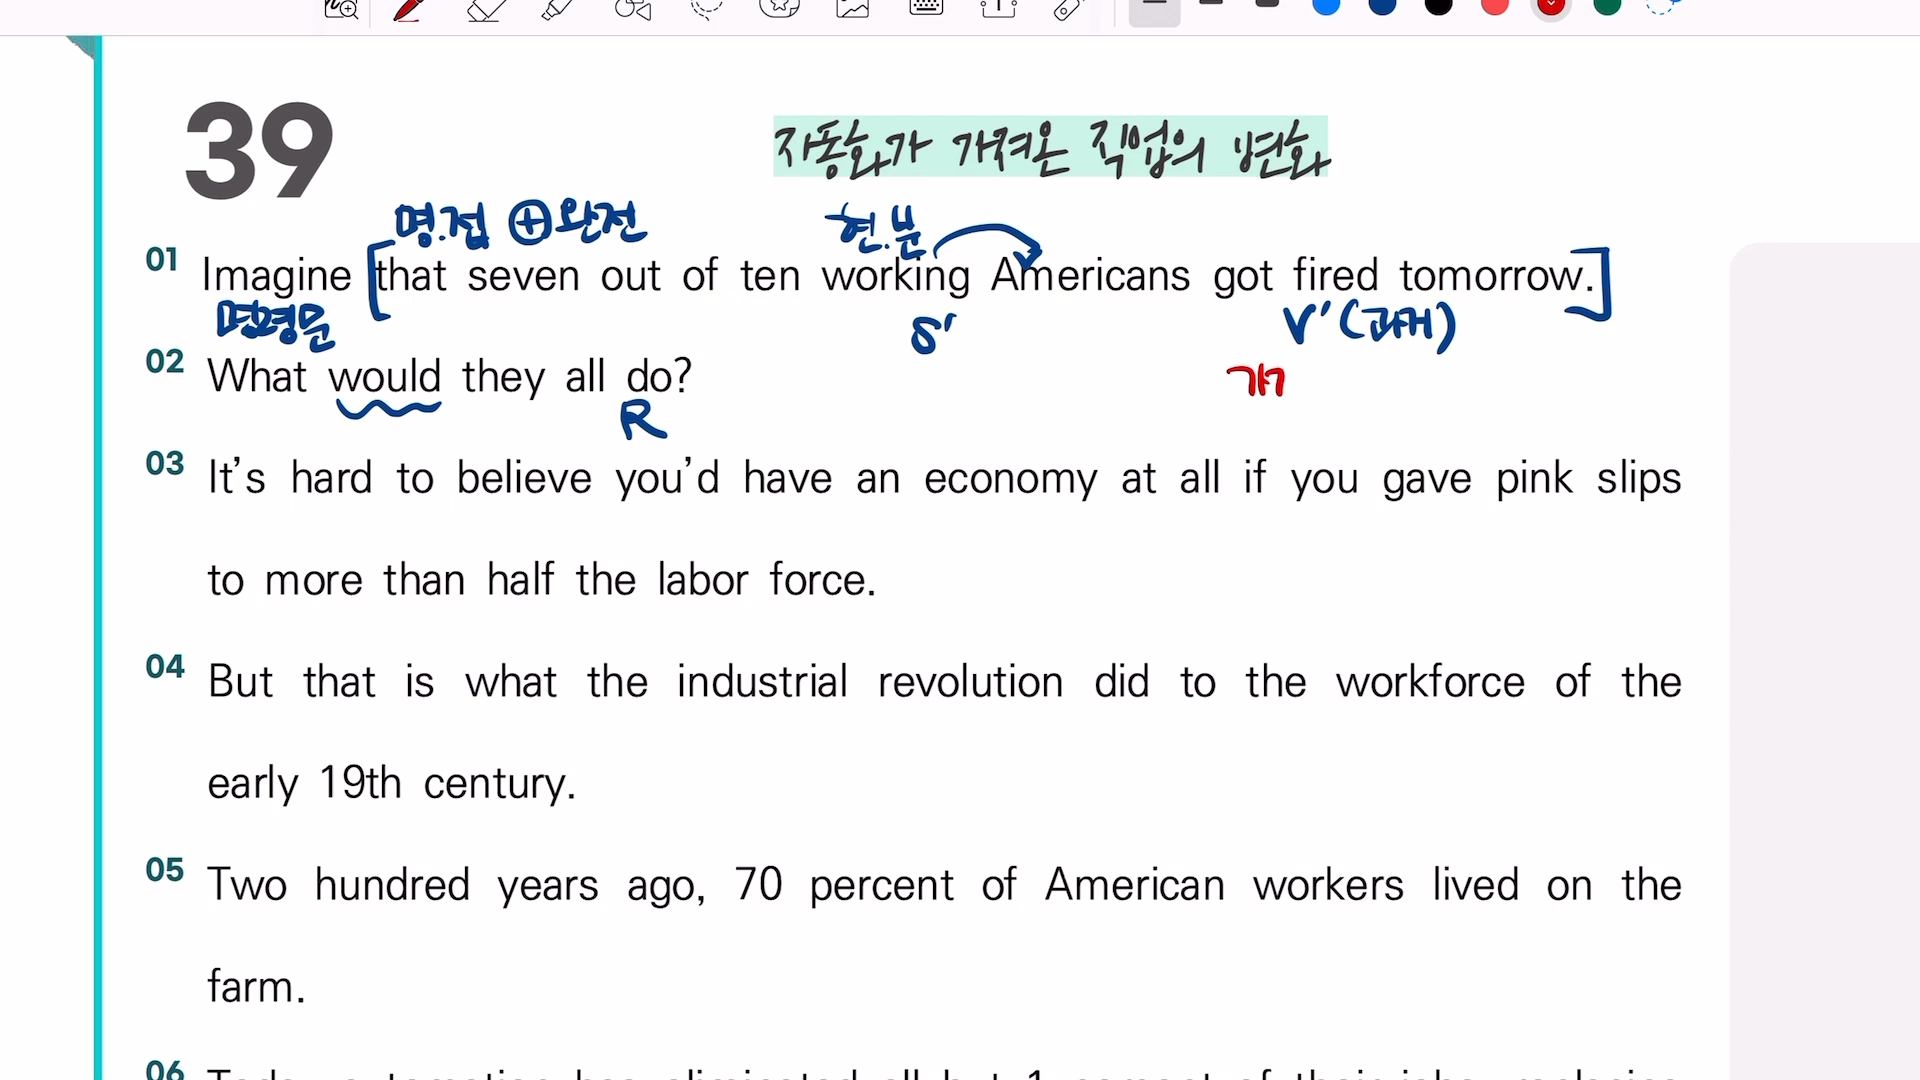 39
자동화가 가져온 직업의 변화
명.접 ⊕완전 현.분
01 Imagine [that seven out of ten working Americans got fired tomorrow.]
명령문 S' V'(과거)
02 What would they all do?
R
03 It's hard to believe you'd have an economy at all if you gave pink slips
to more than half the labor force.
04 But that is what the industrial revolution did to the workforce of the
early 19th century.
05 Two hundred years ago, 70 percent of American workers lived on the
farm.
06